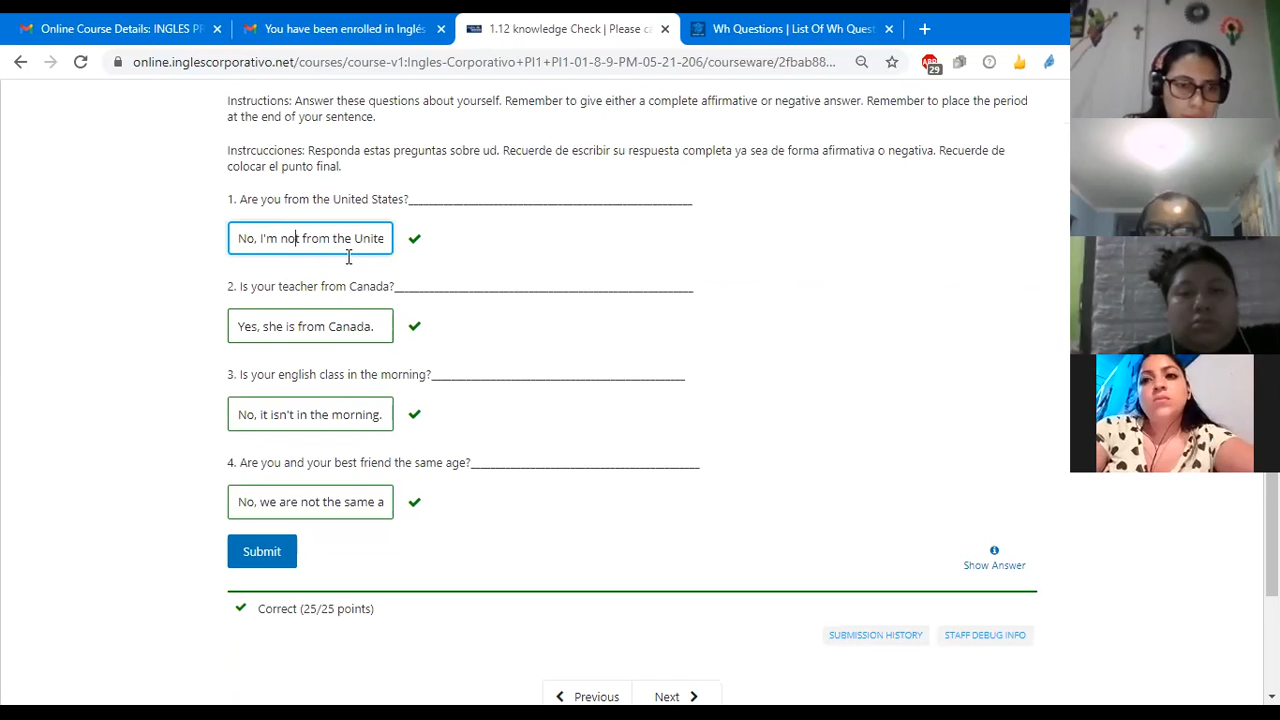 Online Course Details: INGLES PR
You have been enrolled in Inglés
1.12 knowledge Check | Please ca
Wh Questions | List Of Wh Quest
online.inglescorporativo.net/courses/course-v1:Ingles-Corporativo+PI1+PI1-01-8-9-PM-05-21-206/courseware/2fbab88...
29
Instructions: Answer these questions about yourself. Remember to give either a complete affirmative or negative answer. Remember to place the period
at the end of your sentence.
Instrucciones: Responda estas preguntas sobre ud. Recuerde de escribir su respuesta completa ya sea de forma afirmativa o negativa. Recuerde de
colocar el punto final.
1. Are you from the United States?____________________________________________________
No, I'm not from the Unite
2. Is your teacher from Canada?______________________________________________________
Yes, she is from Canada.
3. Is your english class in the morning?______________________________________________
No, it isn't in the morning.
4. Are you and your best friend the same age?_________________________________________
No, we are not the same a
Submit
Show Answer
Correct (25/25 points)
SUBMISSION HISTORY
STAFF DEBUG INFO
Previous
Next